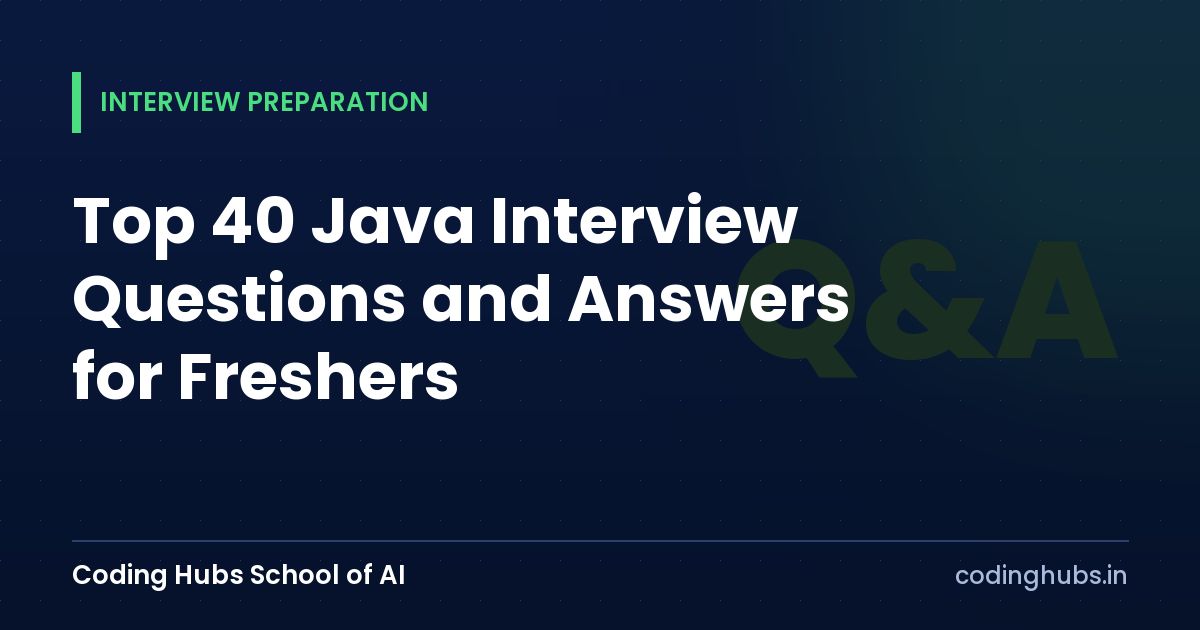 INTERVIEW PREPARATION
Top 40 Java Interview
Questions and Answers
for Freshers
Q&A
Coding Hubs School of AI
codinghubs.in